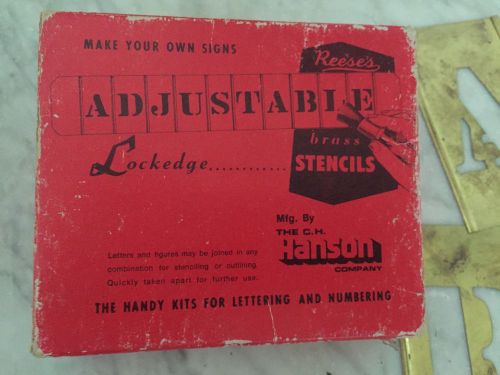 MAKE YOUR OWN SIGNS
Reese's
ADJUSTABLE
Lockedge............
brass
STENCILS
Mfg. By
THE C.H.
Hanson
COMPANY
Letters and figures may be joined in any
combination for stenciling or outlining.
Quickly taken apart for further use.
THE HANDY KITS FOR LETTERING AND NUMBERING